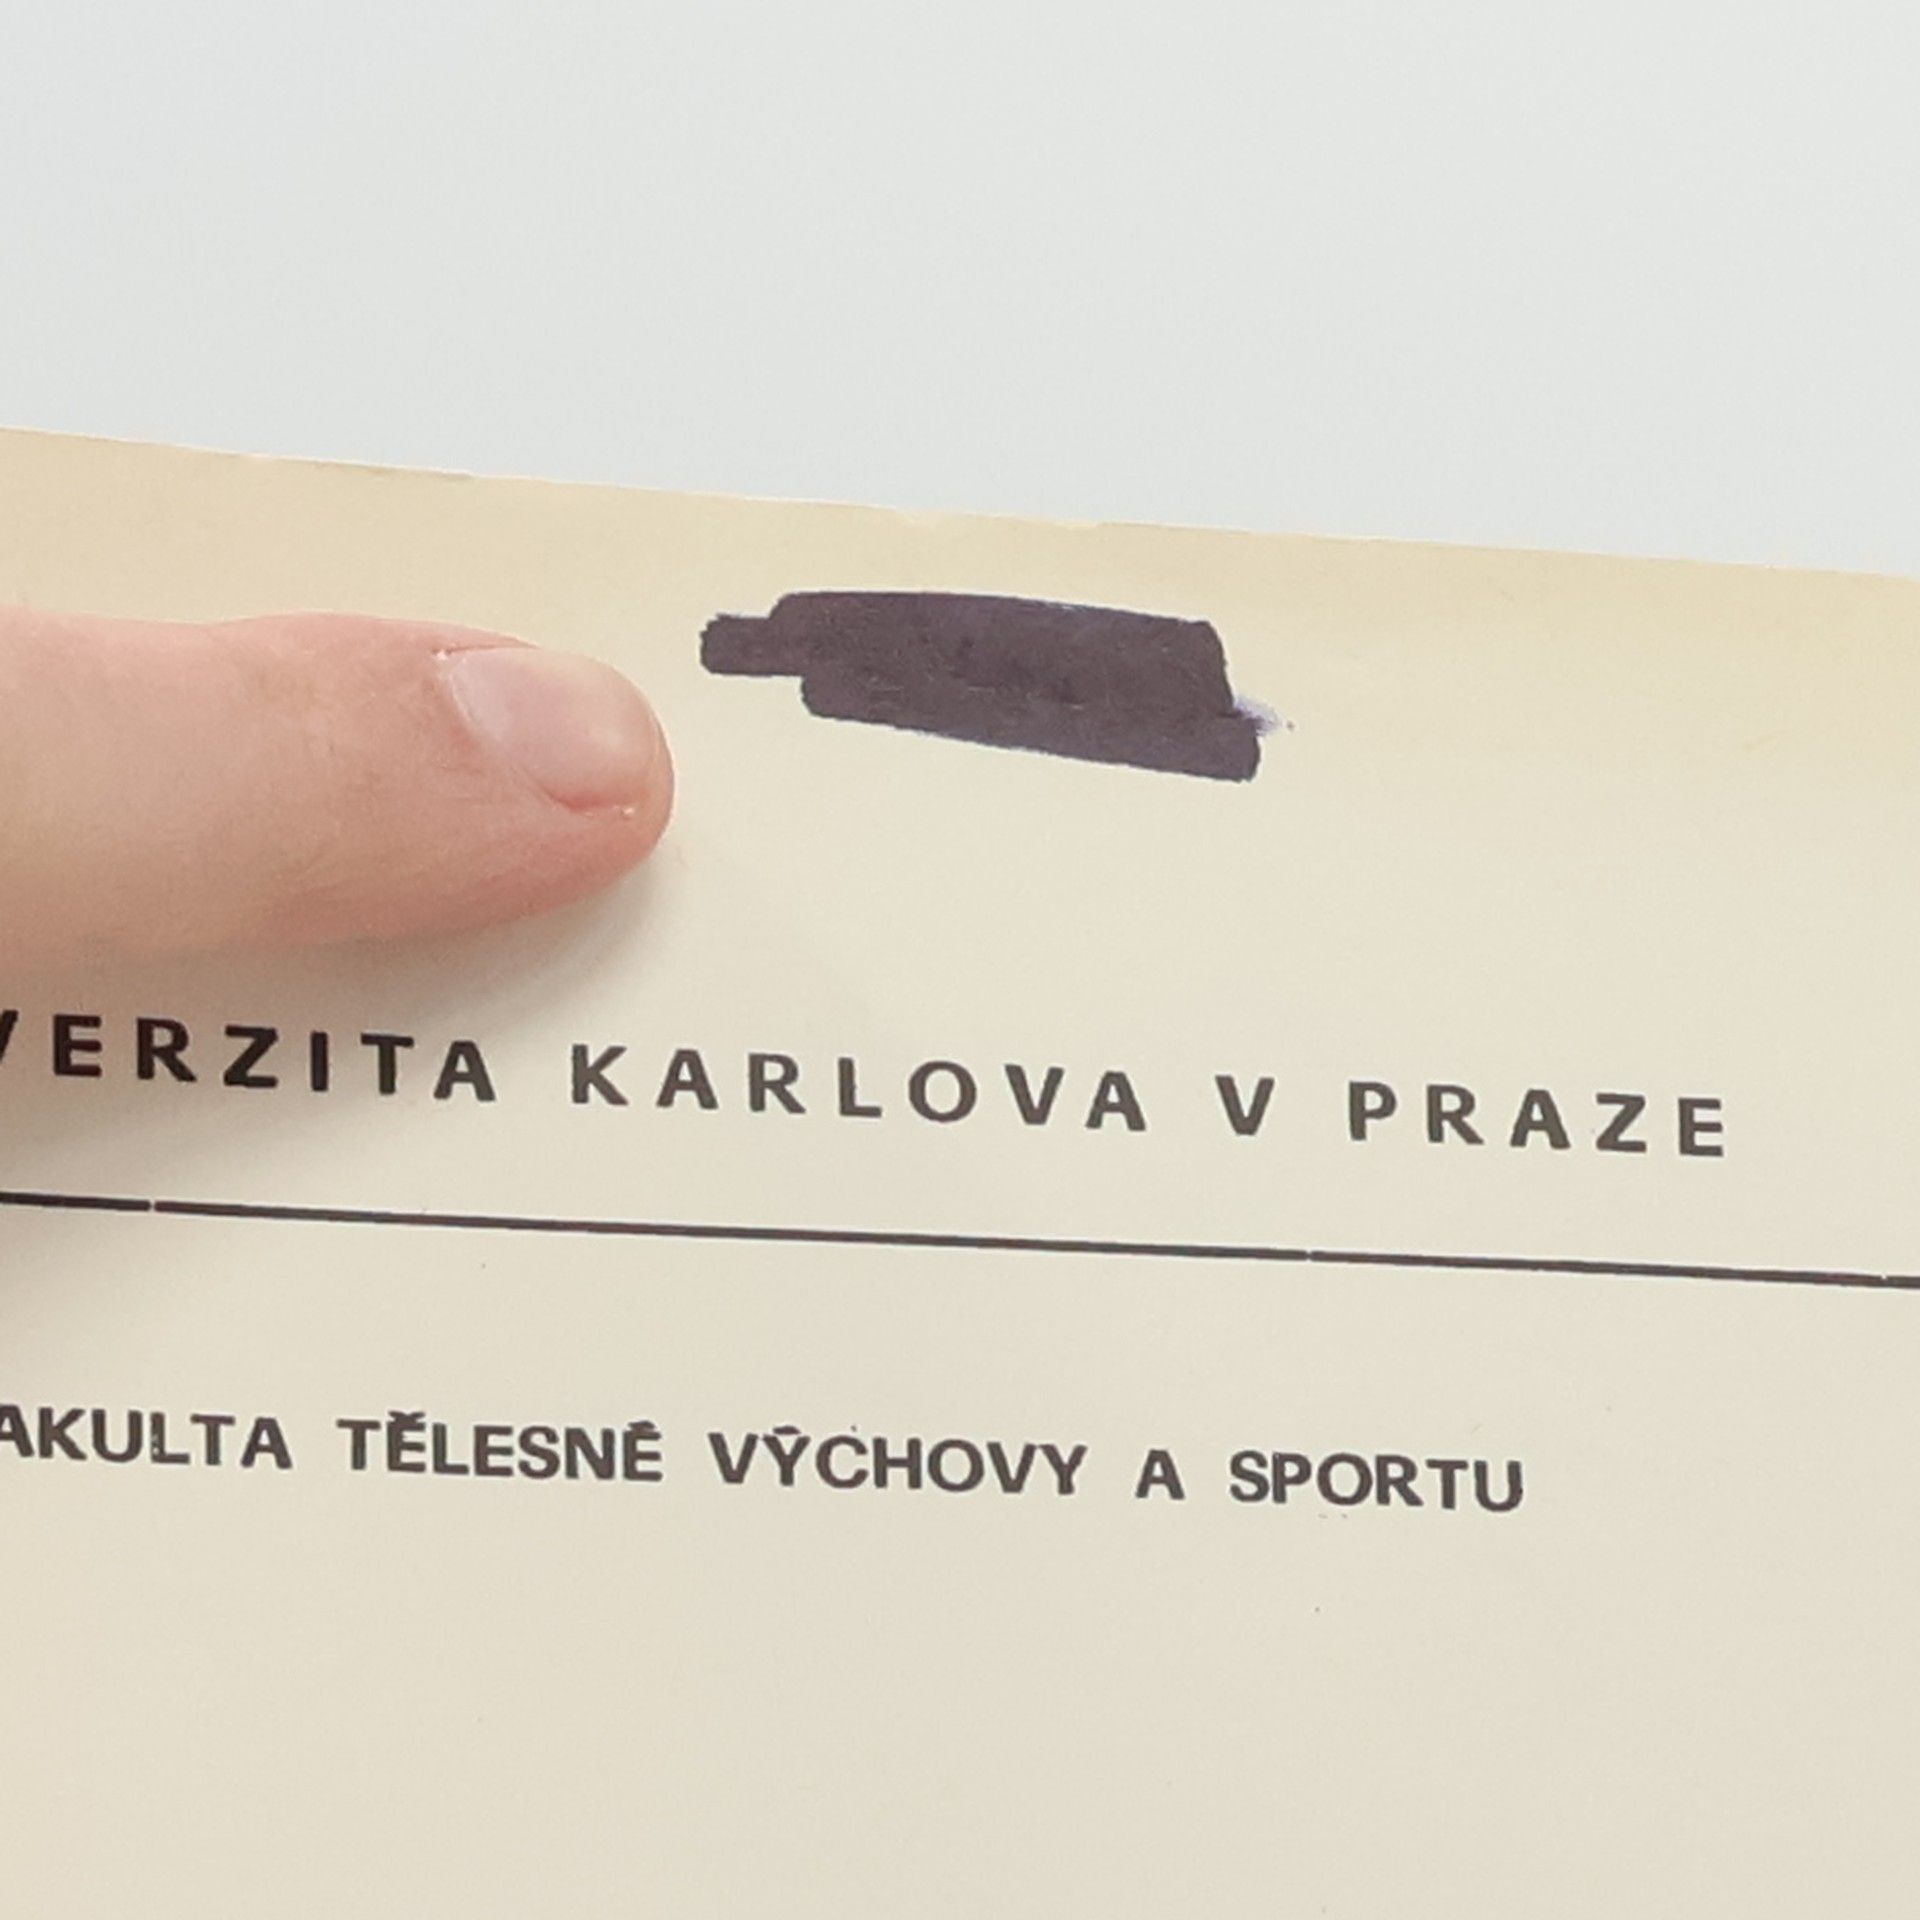 VERZITA KARLOVA V PRAZE
AKULTA TĚLESNÉ VÝCHOVY A SPORTU